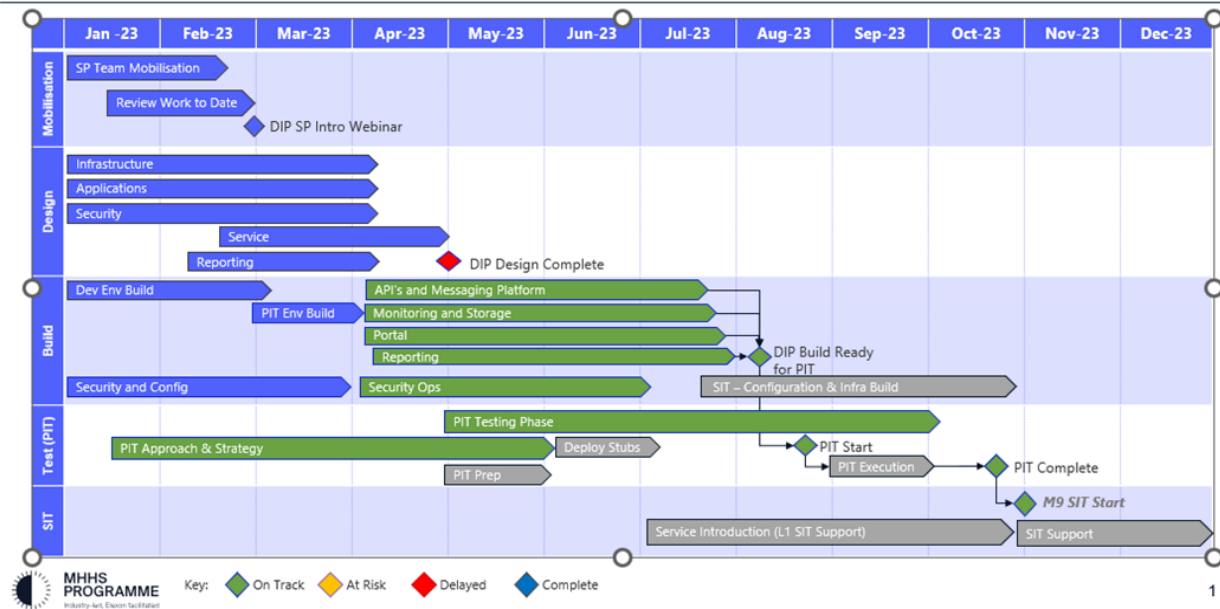 Jan -23 Feb-23 Mar-23 Apr-23 May-23 Jun-23 Jul-23 Aug-23 Sep-23 Oct-23 Nov-23 Dec-23
Mobilisation
SP Team Mobilisation
Review Work to Date
DIP SP Intro Webinar
Design
Infrastructure
Applications
Security
Service
Reporting
DIP Design Complete
Build
Dev Env Build
API's and Messaging Platform
PIT Env Build
Monitoring and Storage
Portal
Reporting
DIP Build Ready
for PIT
Security and Config
Security Ops
SIT – Configuration & Infra Build
Test (PIT)
PIT Testing Phase
PIT Approach & Strategy
Deploy Stubs
PIT Start
PIT Prep
PIT Execution
PIT Complete
SIT
M9 SIT Start
Service Introduction (L1 SIT Support)
SIT Support
MHHS
PROGRAMME
Industry-led, Elexon facilitated
Key: On Track At Risk Delayed Complete
1